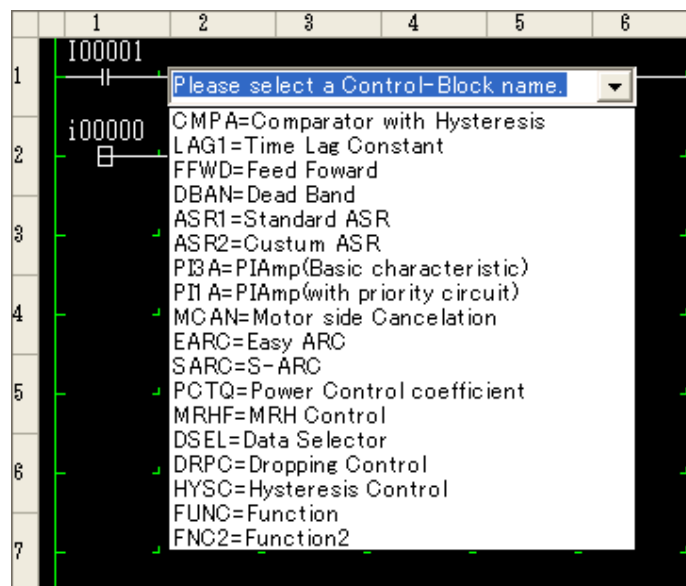 1 2 3 4 5 6
I00001
1
Please select a Control-Block name.
CMPA=Comparator with Hysteresis
i00000
LAG1=Time Lag Constant
2
FFWD=Feed Foward
DBAN=Dead Band
ASR1=Standard ASR
3
ASR2=Custum ASR
PI3A=PIAmp(Basic characteristic)
PI1A=PIAmp(with priority circuit)
4
MCAN=Motor side Cancelation
EARC=Easy ARC
SARC=S-ARC
5
PCTQ=Power Control coefficient
MRHF=MRH Control
DSEL=Data Selector
6
DRPC=Dropping Control
HYSC=Hysteresis Control
FUNC=Function
FNC2=Function2
7